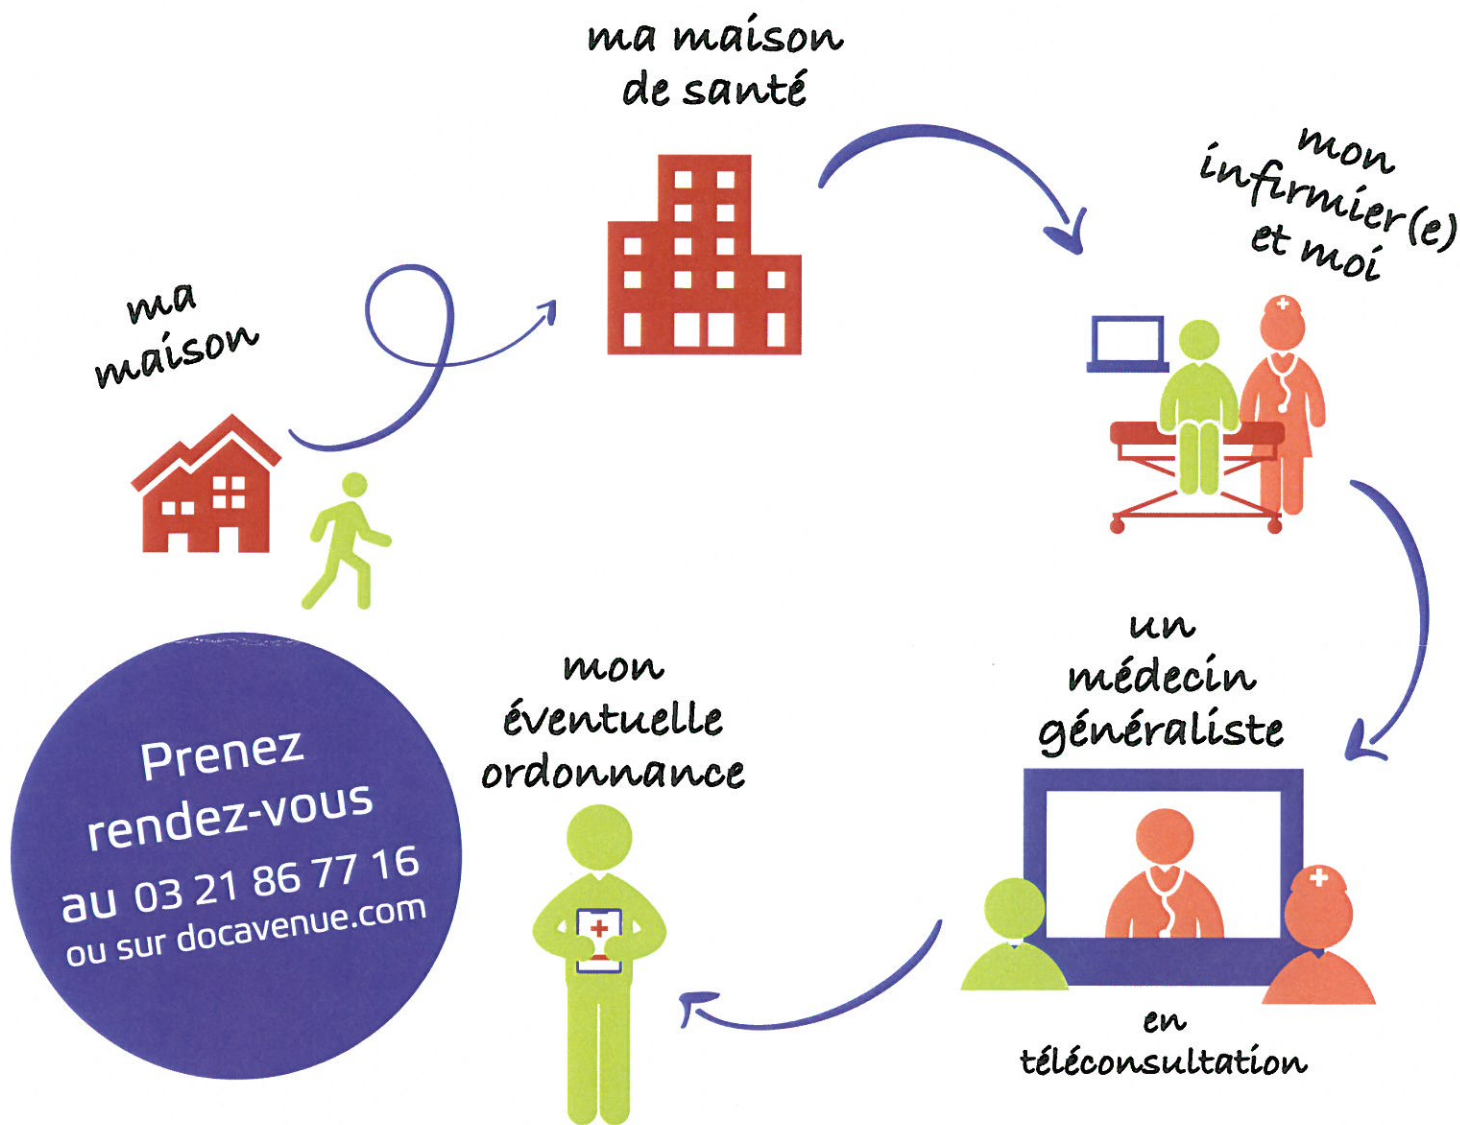 ma
maison
ma maison
de santé
mon
infirmier(e)
et moi
un
médecin
généraliste
en
téléconsultation
mon
éventuelle
ordonnance
Prenez
rendez-vous
au 03 21 86 77 16
ou sur docavenue.com